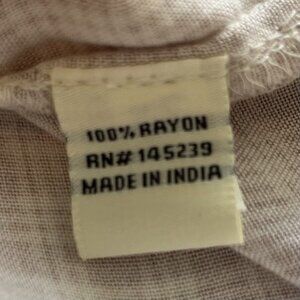 100% RAYON
RN# 145239
MADE IN INDIA